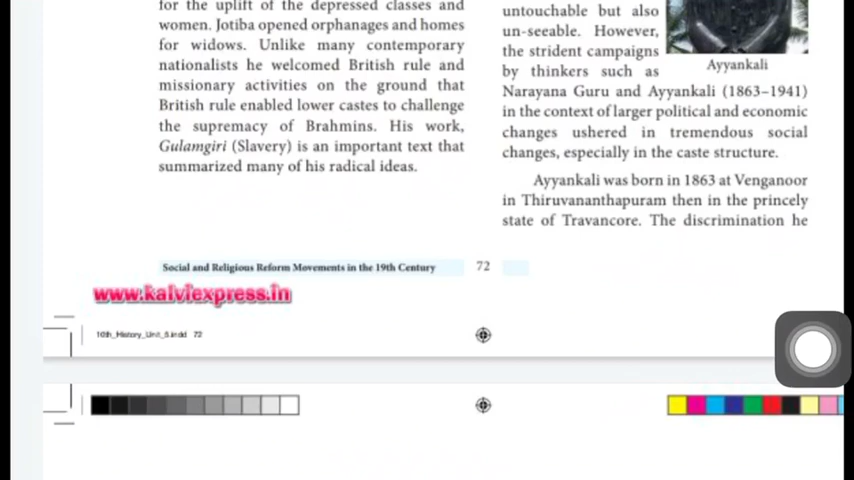 for the uplift of the depressed classes and
women. Jotiba opened orphanages and homes
for widows. Unlike many contemporary
nationalists he welcomed British rule and
missionary activities on the ground that
British rule enabled lower castes to challenge
the supremacy of Brahmins. His work,
Gulamgiri (Slavery) is an important text that
summarized many of his radical ideas.
untouchable but also
un-seeable. However,
the strident campaigns
by thinkers such as
Narayana Guru and Ayyankali (1863–1941)
in the context of larger political and economic
changes ushered in tremendous social
changes, especially in the caste structure.
Ayyankali was born in 1863 at Venganoor
in Thiruvananthapuram then in the princely
state of Travancore. The discrimination he
Ayyankali
Social and Religious Reform Movements in the 19th Century
72
www.kalviexpress.in
10th_History_Unit_5.indd 72